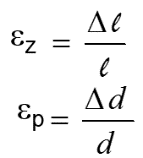 εz = Δℓ / ℓ
εp = Δd / d